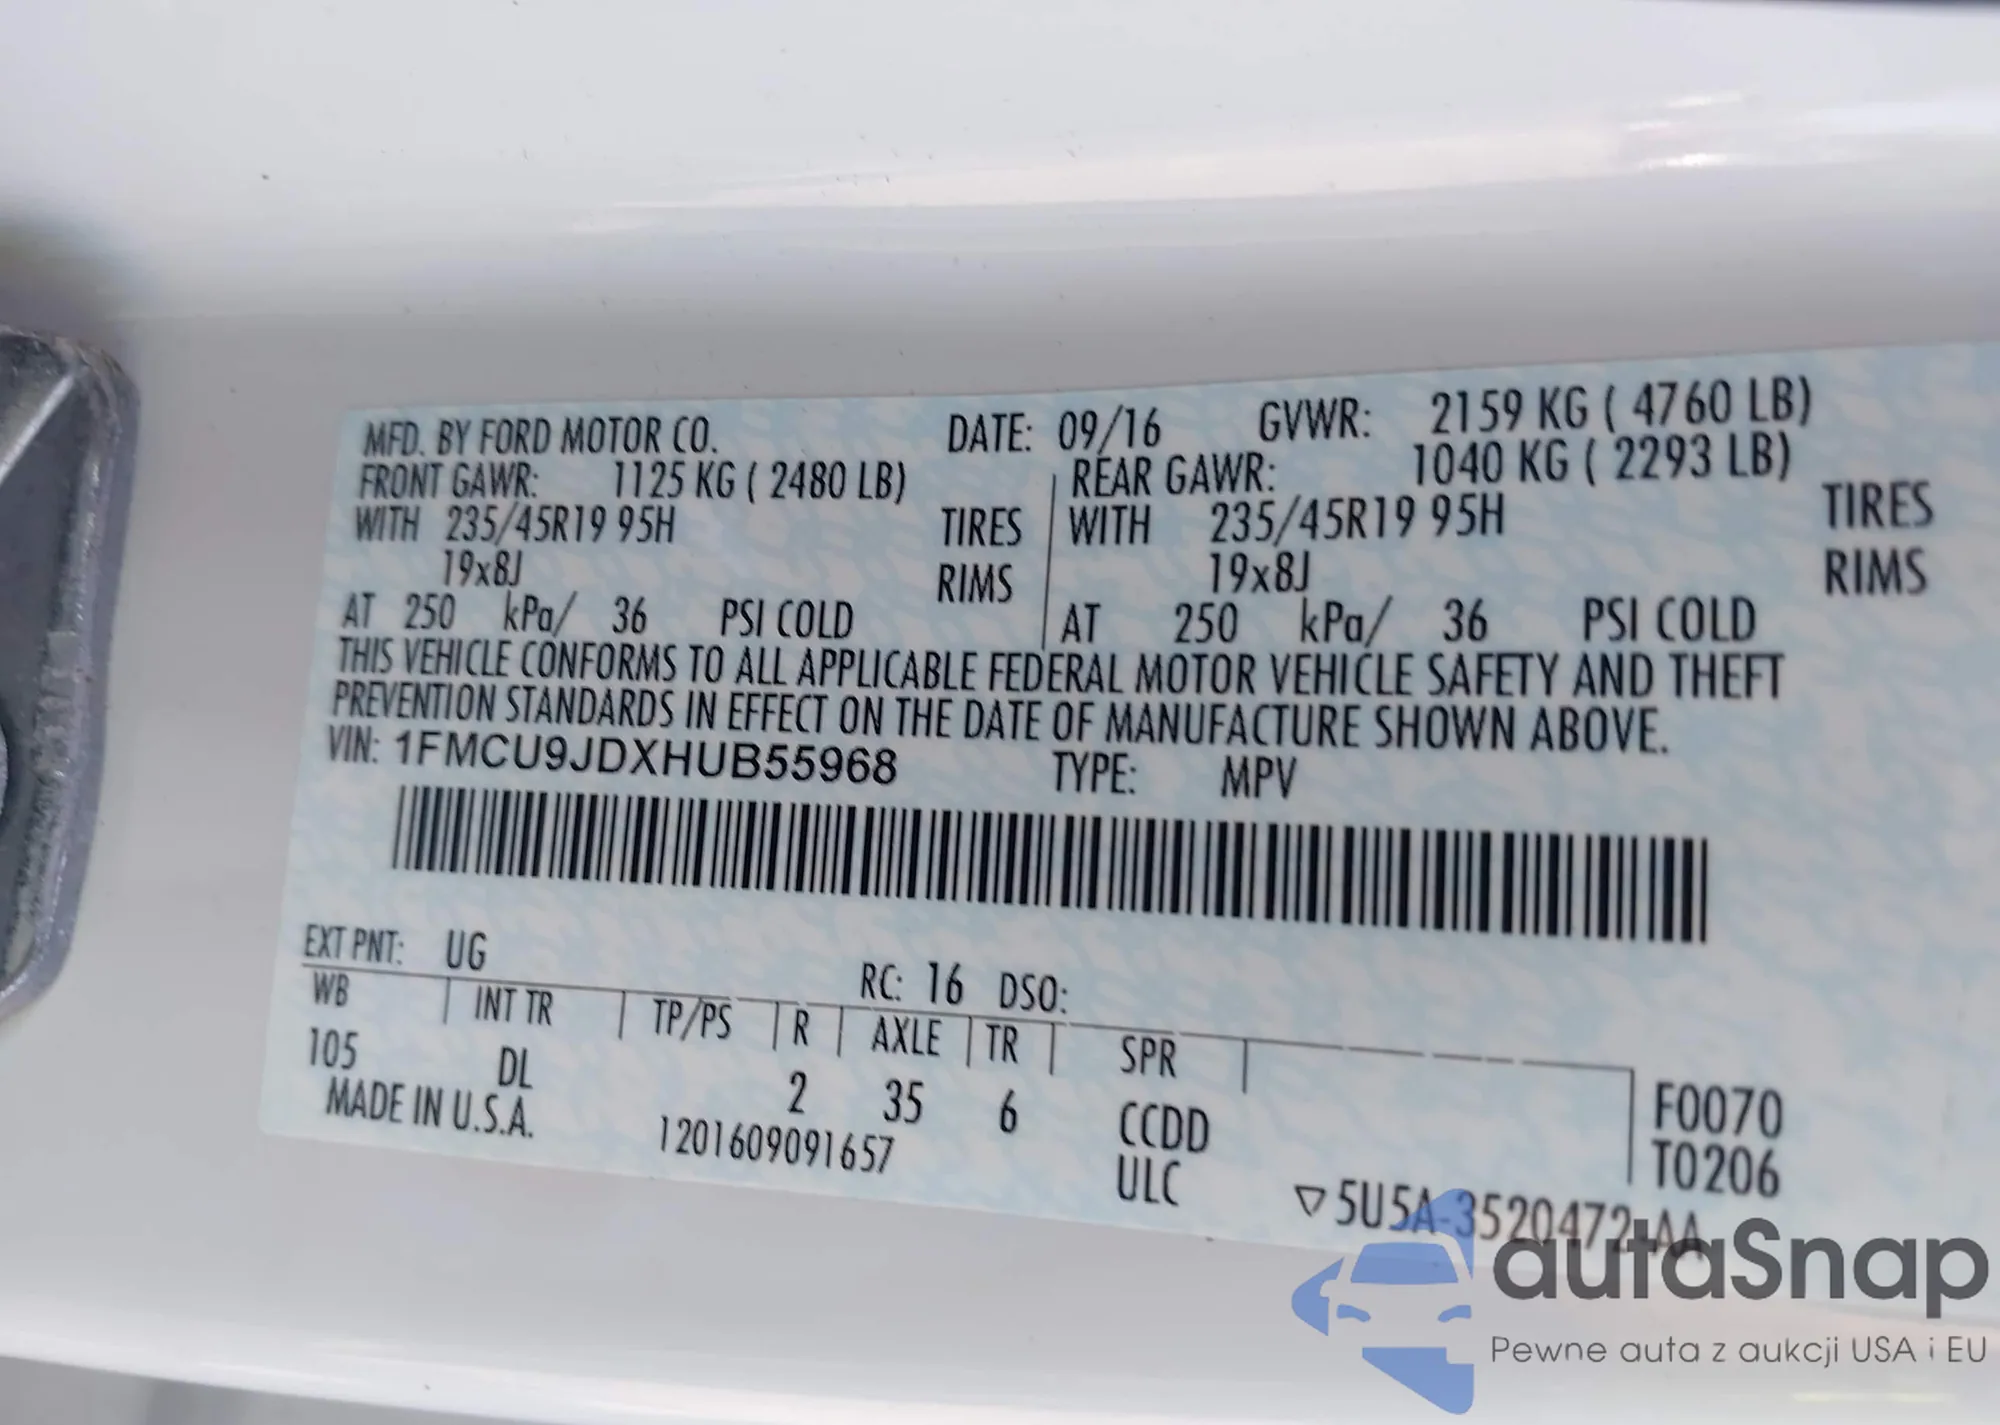 MFD. BY FORD MOTOR CO. DATE: 09/16 GVWR: 2159 KG ( 4760 LB)
FRONT GAWR: 1125 KG ( 2480 LB) REAR GAWR: 1040 KG ( 2293 LB)
WITH 235/45R19 95H TIRES WITH 235/45R19 95H TIRES
19x8J RIMS 19x8J RIMS
AT 250 kPa/ 36 PSI COLD AT 250 kPa/ 36 PSI COLD
THIS VEHICLE CONFORMS TO ALL APPLICABLE FEDERAL MOTOR VEHICLE SAFETY AND THEFT
PREVENTION STANDARDS IN EFFECT ON THE DATE OF MANUFACTURE SHOWN ABOVE.
VIN: 1FMCU9JDXHUB55968 TYPE: MPV
EXT PNT: UG RC: 16 DSO:
WB INT TR TP/PS R AXLE TR SPR
105 DL 2 35 6 CCDD F0070
MADE IN U.S.A. 1201609091657 ULC T0206
▽5U5A-3520472-AA
autaSnap
Pewne auta z aukcji USA i EU